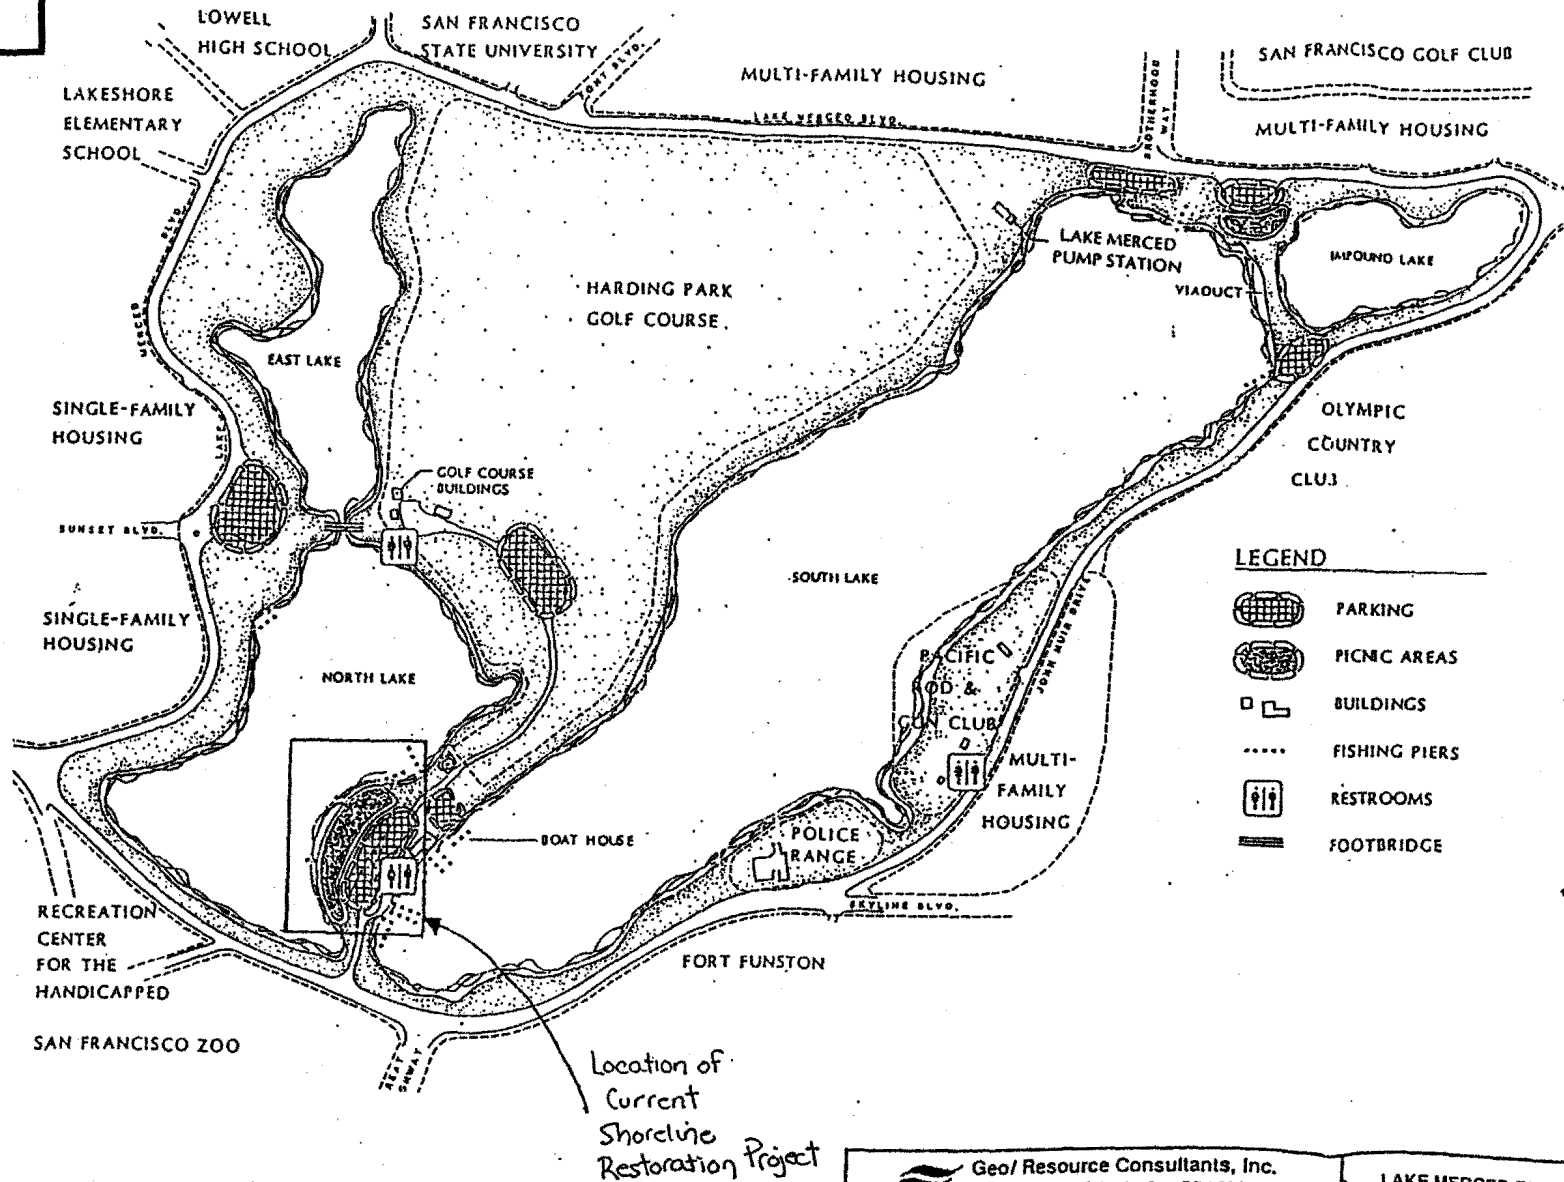 LOWELL
HIGH SCHOOL
SAN FRANCISCO
STATE UNIVERSITY
FONT BLVD.
MULTI-FAMILY HOUSING
SAN FRANCISCO GOLF CLUB
LAKESHORE
ELEMENTARY
SCHOOL
LAKE MERCED BLVD.
BROTHERHOOD
WAY
MULTI-FAMILY HOUSING
LAKE MERCED BLVD.
LAKE MERCED
PUMP STATION
IMPOUND LAKE
VIADUCT
HARDING PARK
GOLF COURSE
EAST LAKE
SINGLE-FAMILY
HOUSING
OLYMPIC
COUNTRY
CLUB
GOLF COURSE
BUILDINGS
SUNSET BLVD.
SOUTH LAKE
LEGEND
PARKING
PICNIC AREAS
BUILDINGS
FISHING PIERS
RESTROOMS
FOOTBRIDGE
SINGLE-FAMILY
HOUSING
NORTH LAKE
PACIFIC
ROD &
GUN CLUB
JOHN MUIR DRIVE
MULTI-
FAMILY
HOUSING
BOAT HOUSE
POLICE
RANGE
SKYLINE BLVD.
RECREATION
CENTER
FOR THE
HANDICAPPED
FORT FUNSTON
SAN FRANCISCO ZOO
Location of
Current
Shoreline
Restoration Project
Geo/ Resource Consultants, Inc.